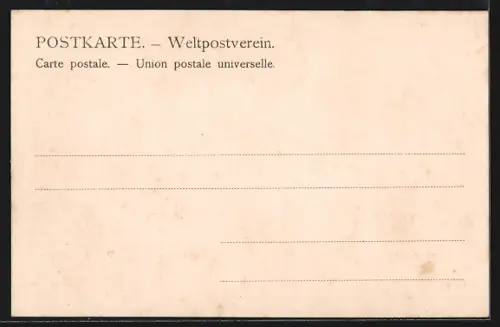 POSTKARTE. – Weltpostverein.
Carte postale. — Union postale universelle.